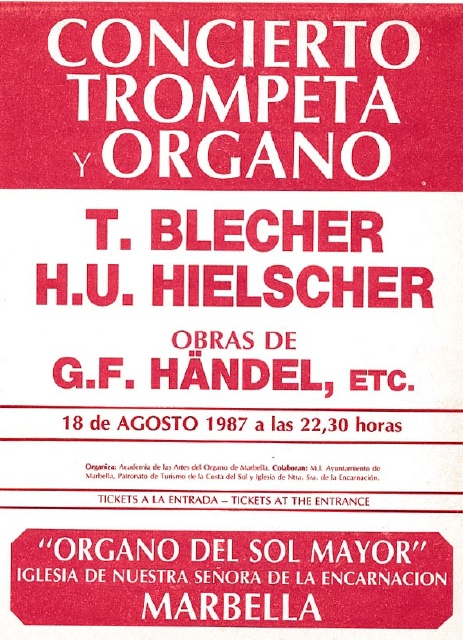 CONCIERTO
TROMPETA
Y ORGANO
T. BLECHER
H.U. HIELSCHER
OBRAS DE
G.F. HÄNDEL, ETC.
18 de AGOSTO 1987 a las 22,30 horas
Organiza: Academia de las Artes del Organo de Marbella. Colaboran: M.I. Ayuntamiento de
Marbella, Patronato de Turismo de la Costa del Sol y Iglesia de Ntra. Sra. de la Encarnación.
TICKETS A LA ENTRADA – TICKETS AT THE ENTRANCE
“ORGANO DEL SOL MAYOR”
IGLESIA DE NUESTRA SEÑORA DE LA ENCARNACION
MARBELLA